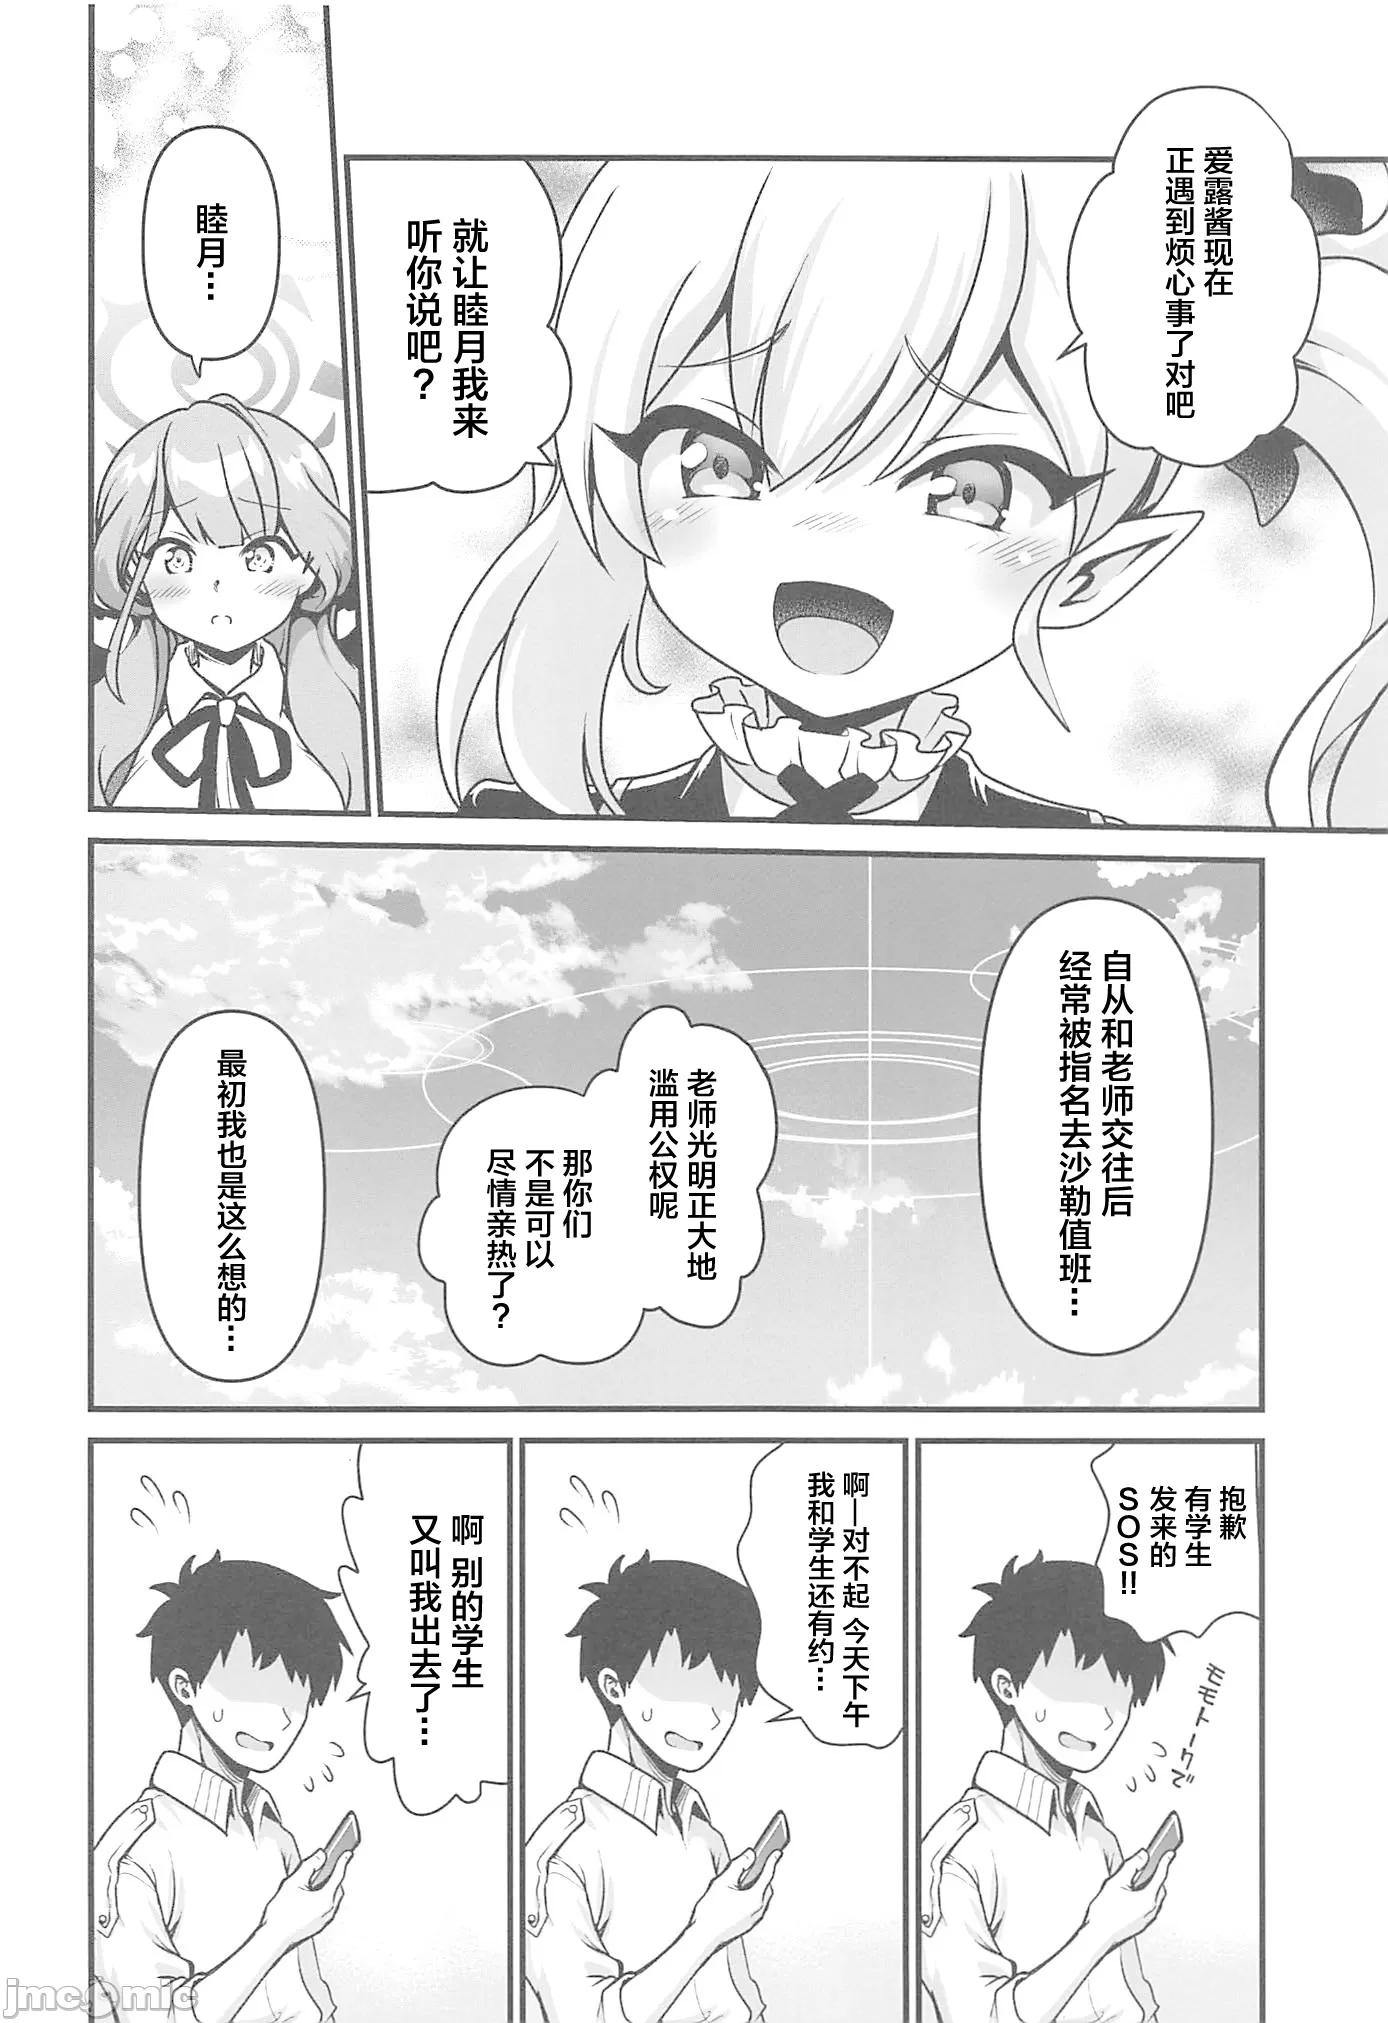 爱露酱现在
正遇到烦心事了对吧
就让睦月我来
听你说吧？
睦月…
自从和老师交往后
经常被指名去沙勒值班…
老师光明正大地
滥用公权呢
那你们
不是可以
尽情亲热了？
最初我也是这么想的…
抱歉
有学生
发来的
SOS!!
モモトークで
啊—对不起 今天下午
我和学生还有约…
啊 别的学生
又叫我出去了…
jmcomic